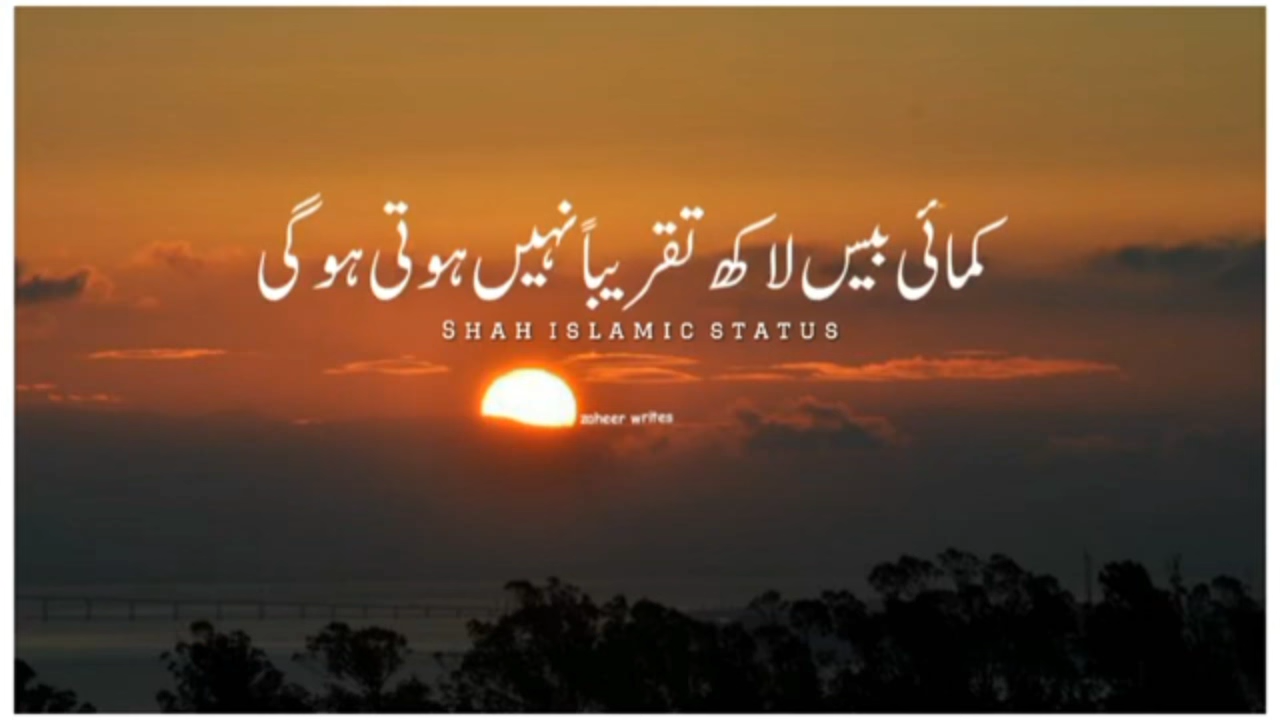 کمائی بیس لاکھ تقریباً نہیں ہوتی ہو گی
SHAH ISLAMIC STATUS
zaheer writes